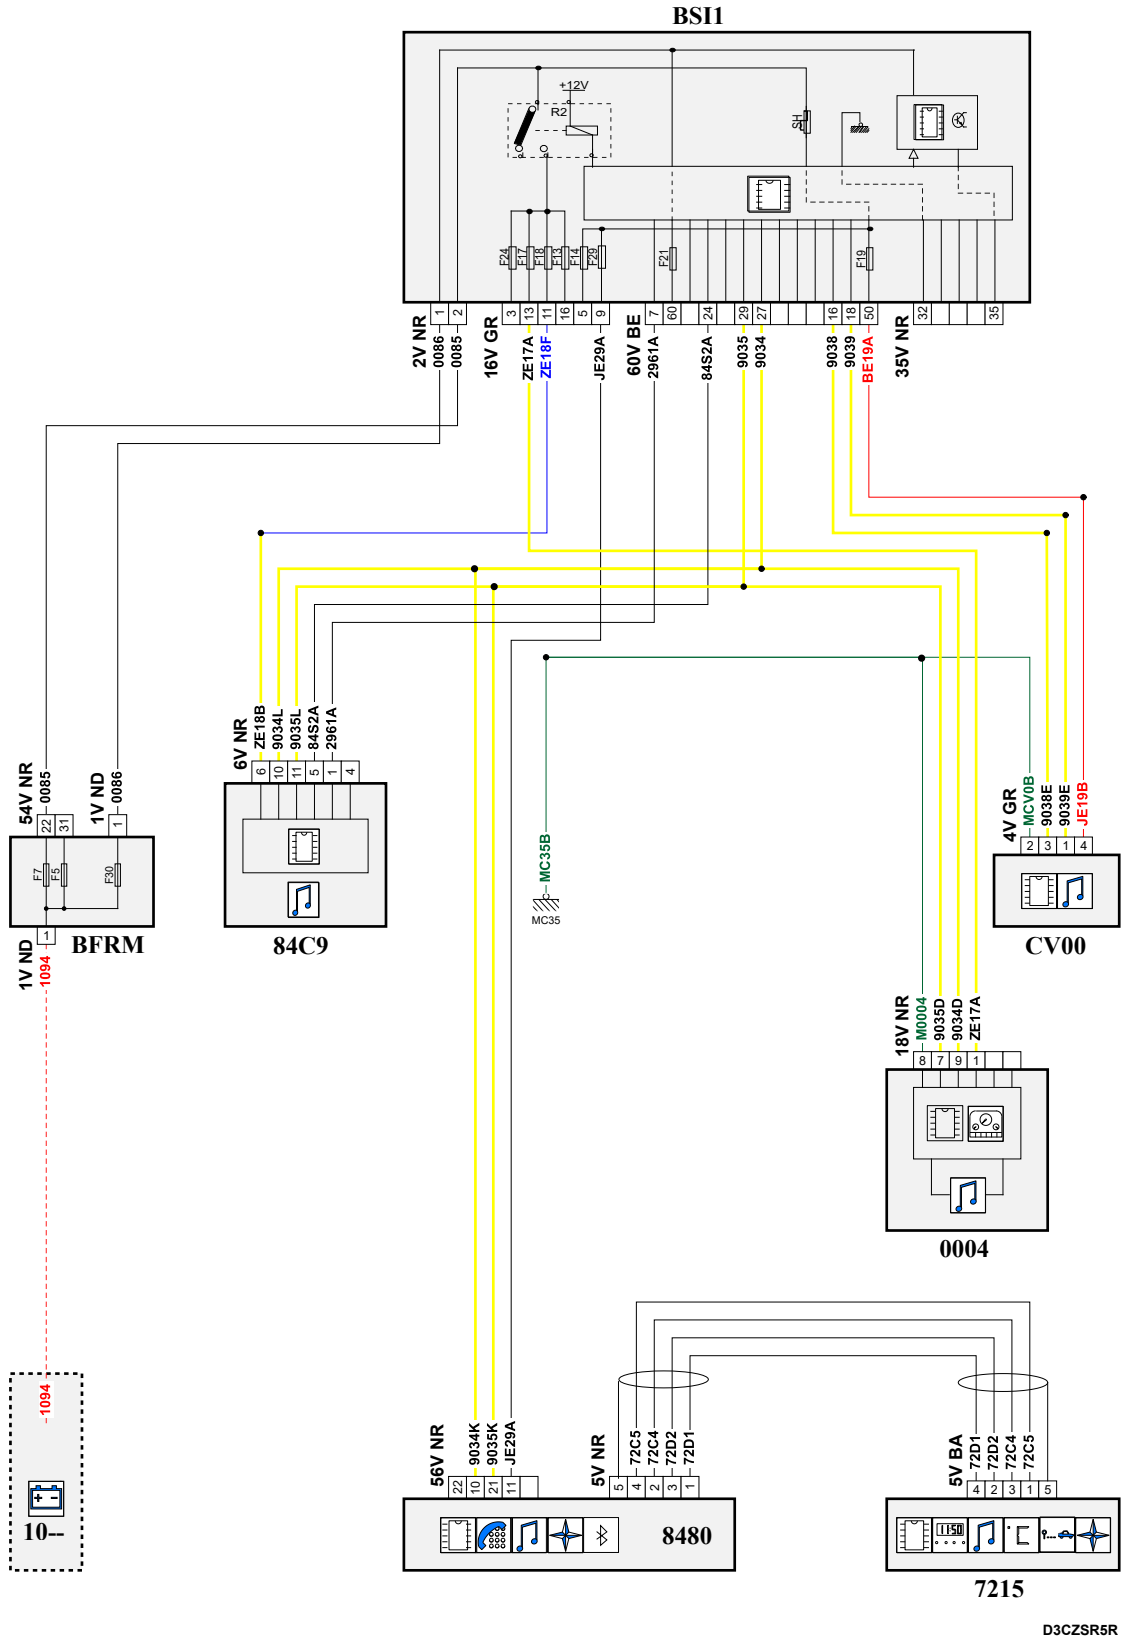 BSI1
+12V
R2
SH
F24 F17 F18 F13 F14 F29 F21 F19
1 2 3 13 11 16 5 9 7 60 24 29 27 16 18 50 32 35
2V NR 0086 0085 16V GR ZE17A ZE18F JE29A 60V BE 2961A 84S2A 9035 9034 9038 9039 BE19A 35V NR
6V NR ZE18B 9034L 9035L 84S2A 2961A
6 10 11 5 1 4
84C9
54V NR 0085 1V ND 0086
22 31 1
F7 F5 F30
1
BFRM
1V ND 1094
MC35B
MC35
4V GR MCV0B 9038E 9039E JE19B
2 3 1 4
CV00
18V NR M0004 9035D 9034D ZE17A
8 7 9 1
0004
1094
+ -
10--
56V NR 9034K 9035K JE29A 5V NR 72C5 72C4 72D2 72D1
22 10 21 11 5 4 2 3 1
8480
5V BA 72D1 72D2 72C4 72C5
4 2 3 1 5
11:50
7215
D3CZSR5R